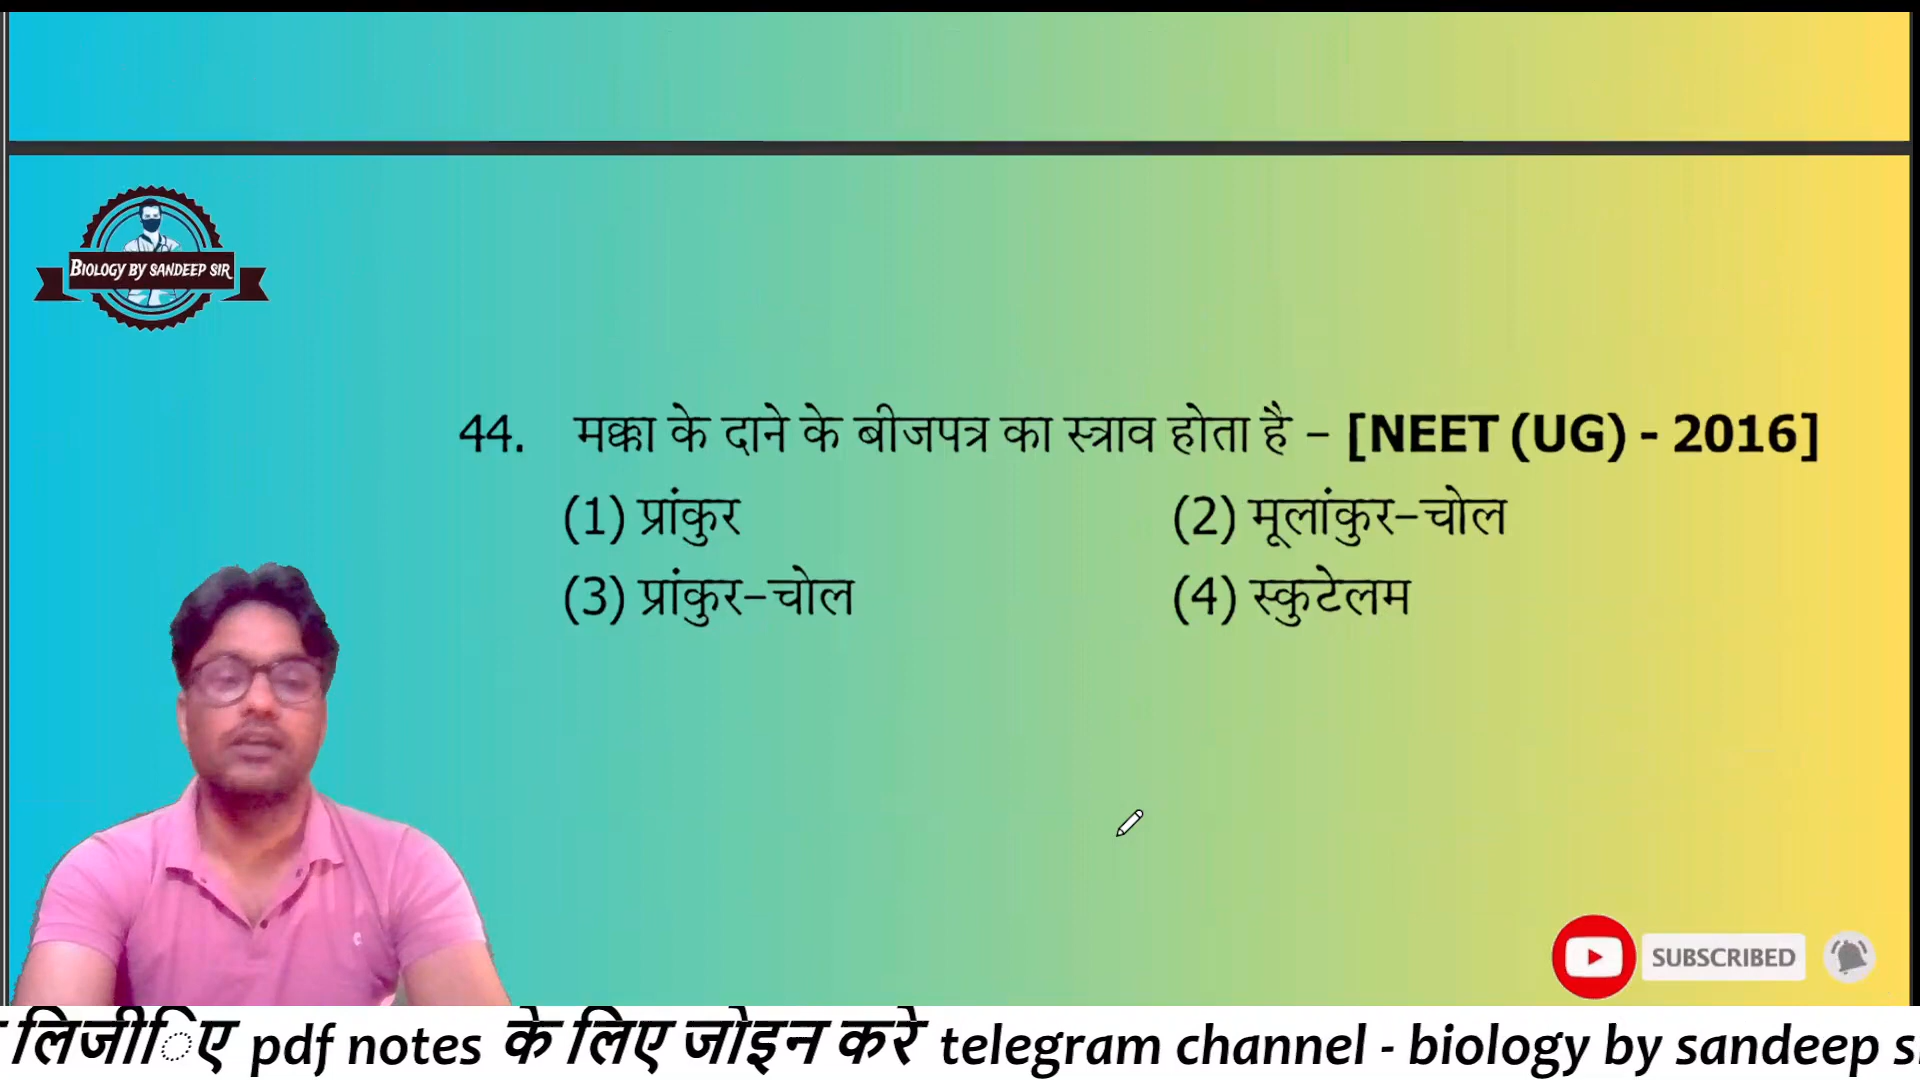 BIOLOGY BY SANDEEP SIR
44. मक्का के दाने के बीजपत्र का स्त्राव होता है – [NEET (UG) - 2016]
(1) प्रांकुर (2) मूलांकुर–चोल
(3) प्रांकुर–चोल (4) स्कुटेलम
SUBSCRIBED
लिजीिए pdf notes के लिए जोइन करे telegram channel - biology by sandeep